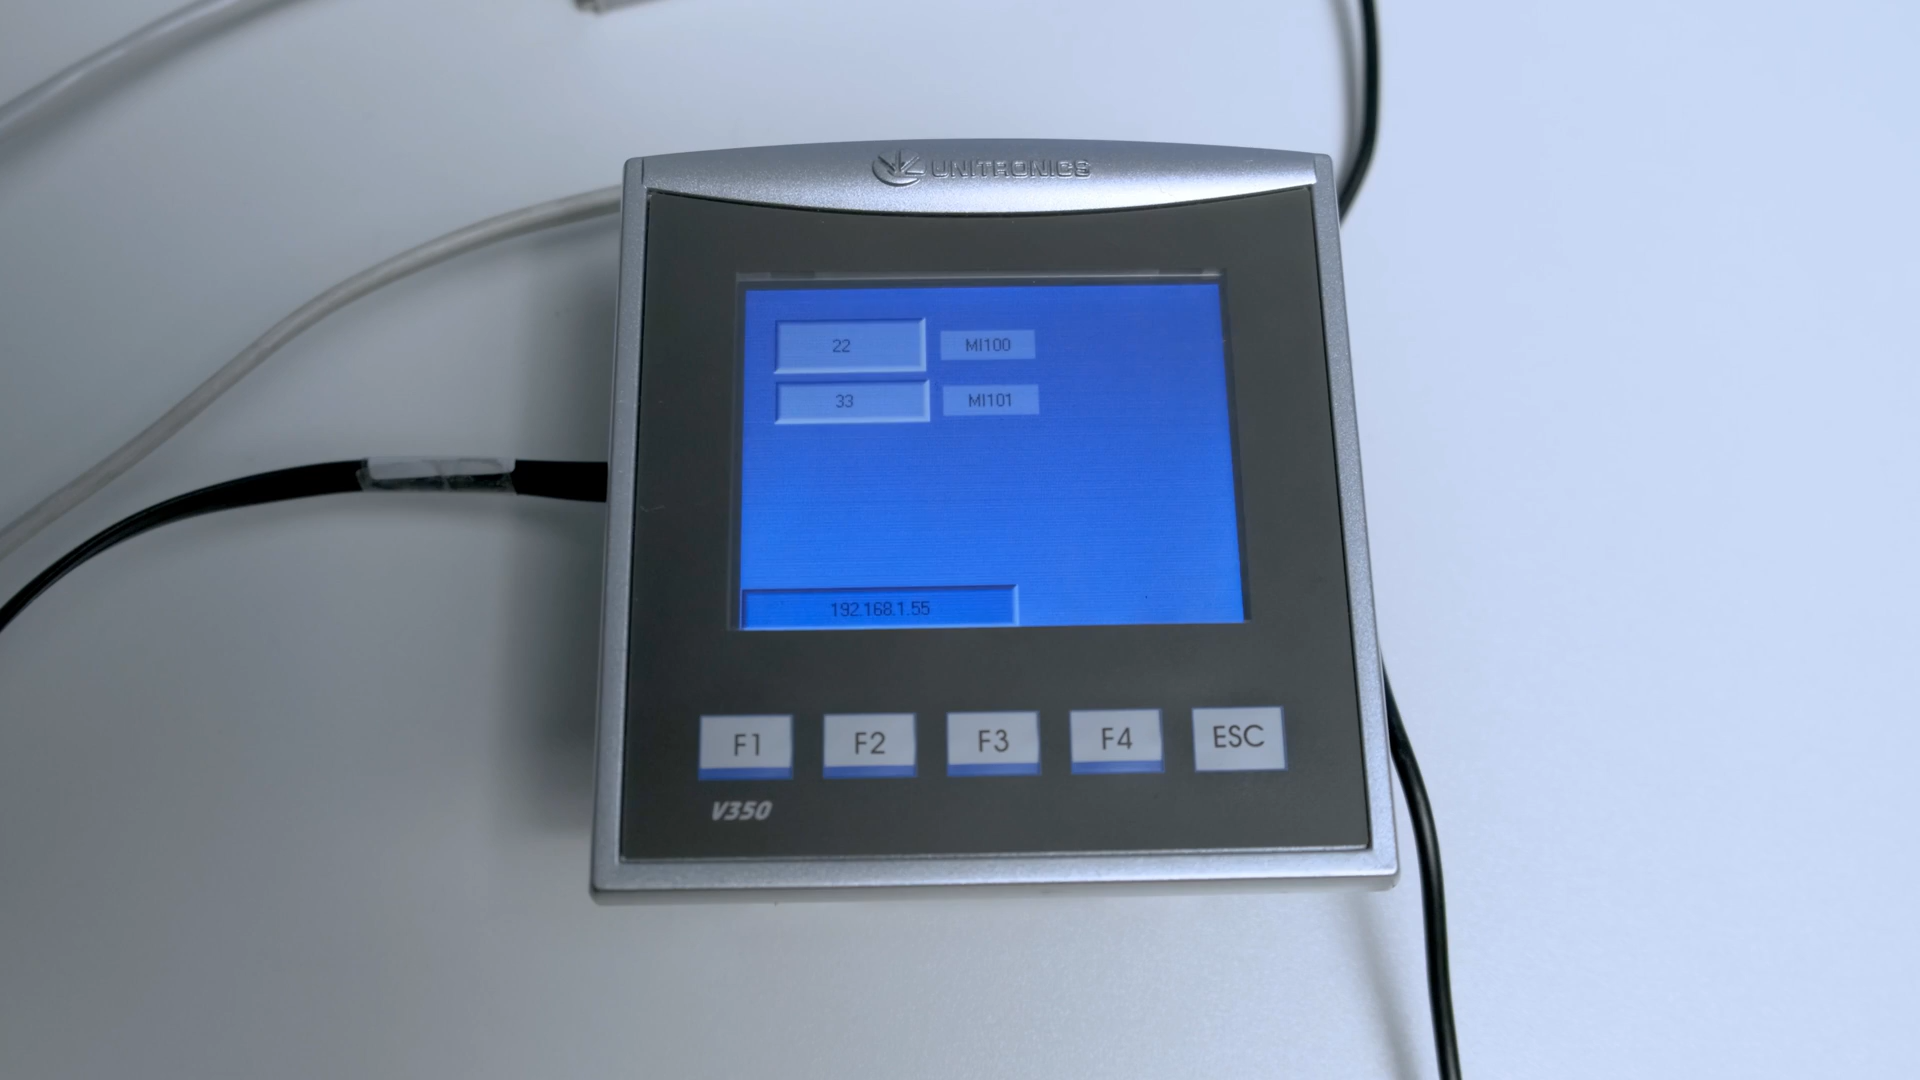 UNITRONICS
22 MI100
33 MI101
192.168.1.55
F1 F2 F3 F4 ESC
V350